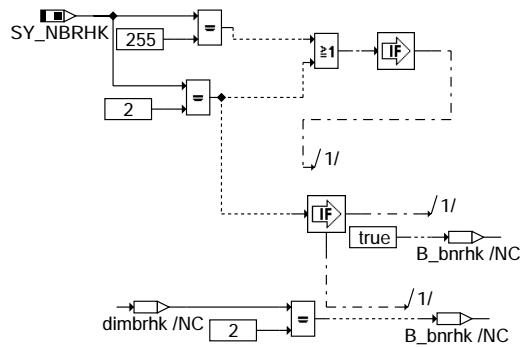 SY_NBRHK
255
=
≥1
IF
2
=
1/
IF
1/
true
B_bnrhk /NC
1/
dimbrhk /NC
2
=
B_bnrhk /NC